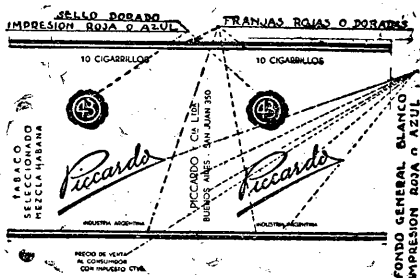 SELLO DORADO
IMPRESION ROJA O AZUL
FRANJAS ROJAS O DORADAS
10 CIGARRILLOS
10 CIGARRILLOS
43
43
TABACO
SELECCIONADO
MEZCLA HABANA
Piccardo
PICCARDO Y CIA LTDA
BUENOS AIRES - SAN JUAN 350
Piccardo
INDUSTRIA ARGENTINA
INDUSTRIA ARGENTINA
PRECIO DE VENTA
AL CONSUMIDOR
CON IMPUESTO CTVS.
FONDO GENERAL BLANCO
IMPRESION ROJA O AZUL